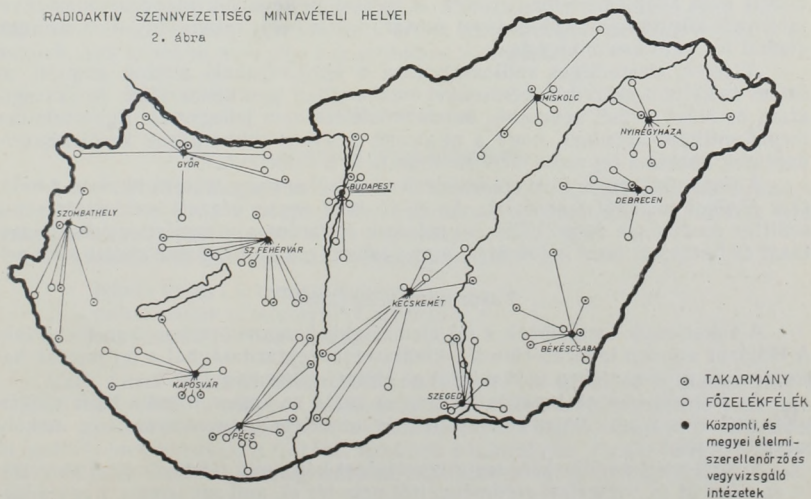 RADIOAKTIV SZENNYEZETTSÉG MINTAVÉTELI HELYEI
2. ábra
MISKOLC
NYIREGYHÁZA
GYŐR
BUDAPEST
DEBRECEN
SZOMBATHELY
SZ.FEHÉRVÁR
KECSKEMÉT
BÉKÉSCSABA
KAPOSVÁR
SZEGED
PÉCS
TAKARMÁNY
FŐZELÉKFÉLÉK
Központi, és
megyei élelmi-
szerellenőrző és
vegyvizsgáló
intézetek